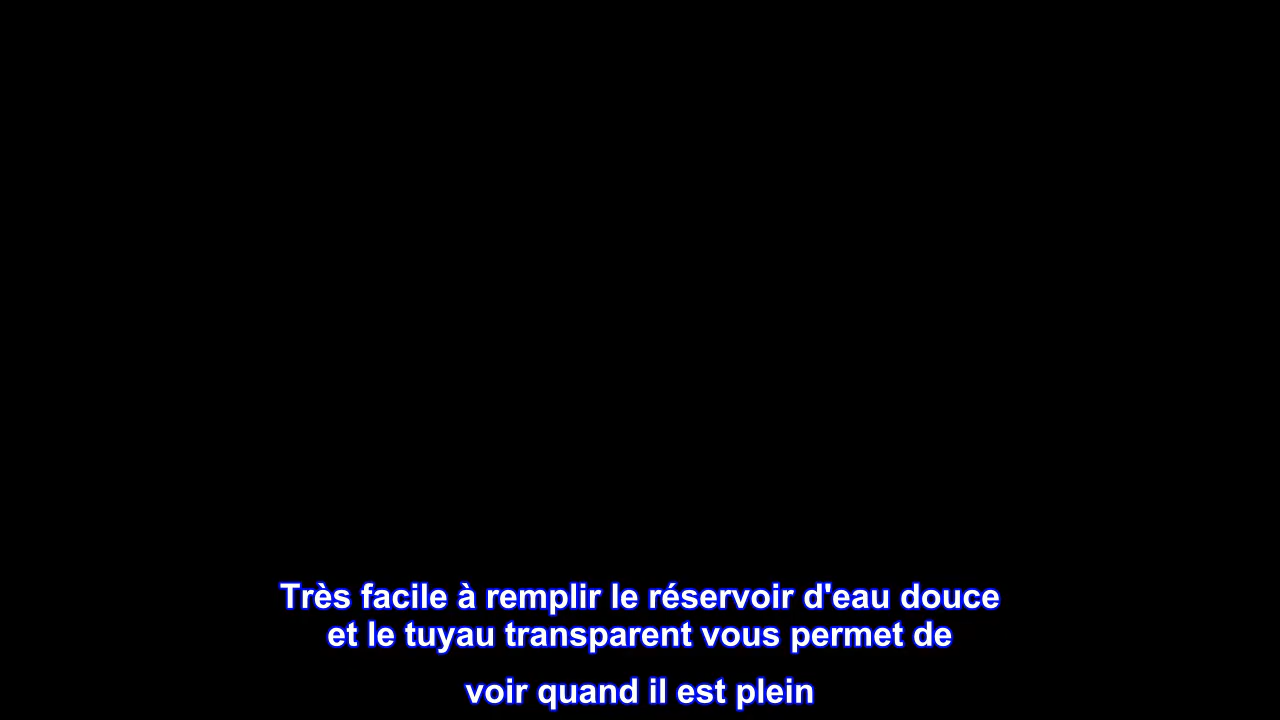 Très facile à remplir le réservoir d'eau douce
et le tuyau transparent vous permet de
voir quand il est plein